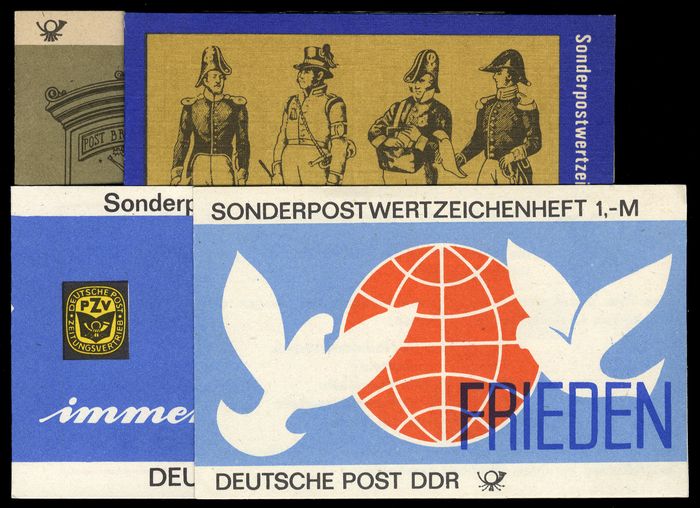 POST BR
Sonderpostwertzei
Sonderp
DEUTSCHE POST
PZV
ZEITUNGSVERTRIEB
immer
DEU
SONDERPOSTWERTZEICHENHEFT 1,-M
FRIEDEN
DEUTSCHE POST DDR